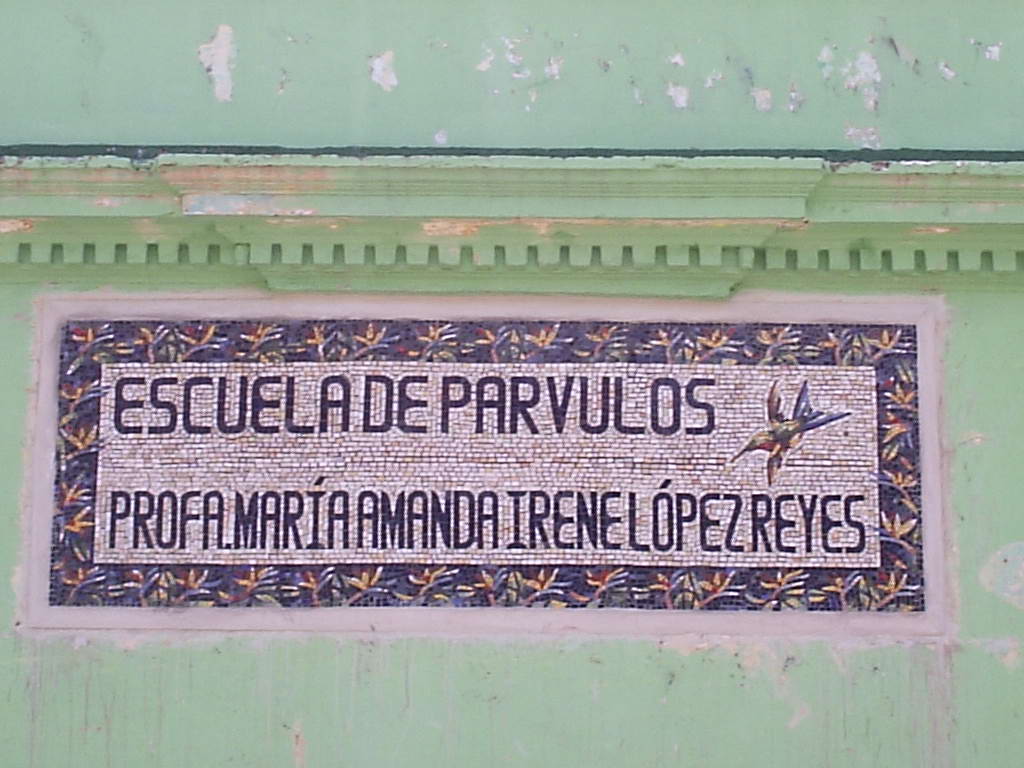 ESCUELA DE PARVULOS
PROFA. MARÍA AMANDA IRENE LÓPEZ REYES